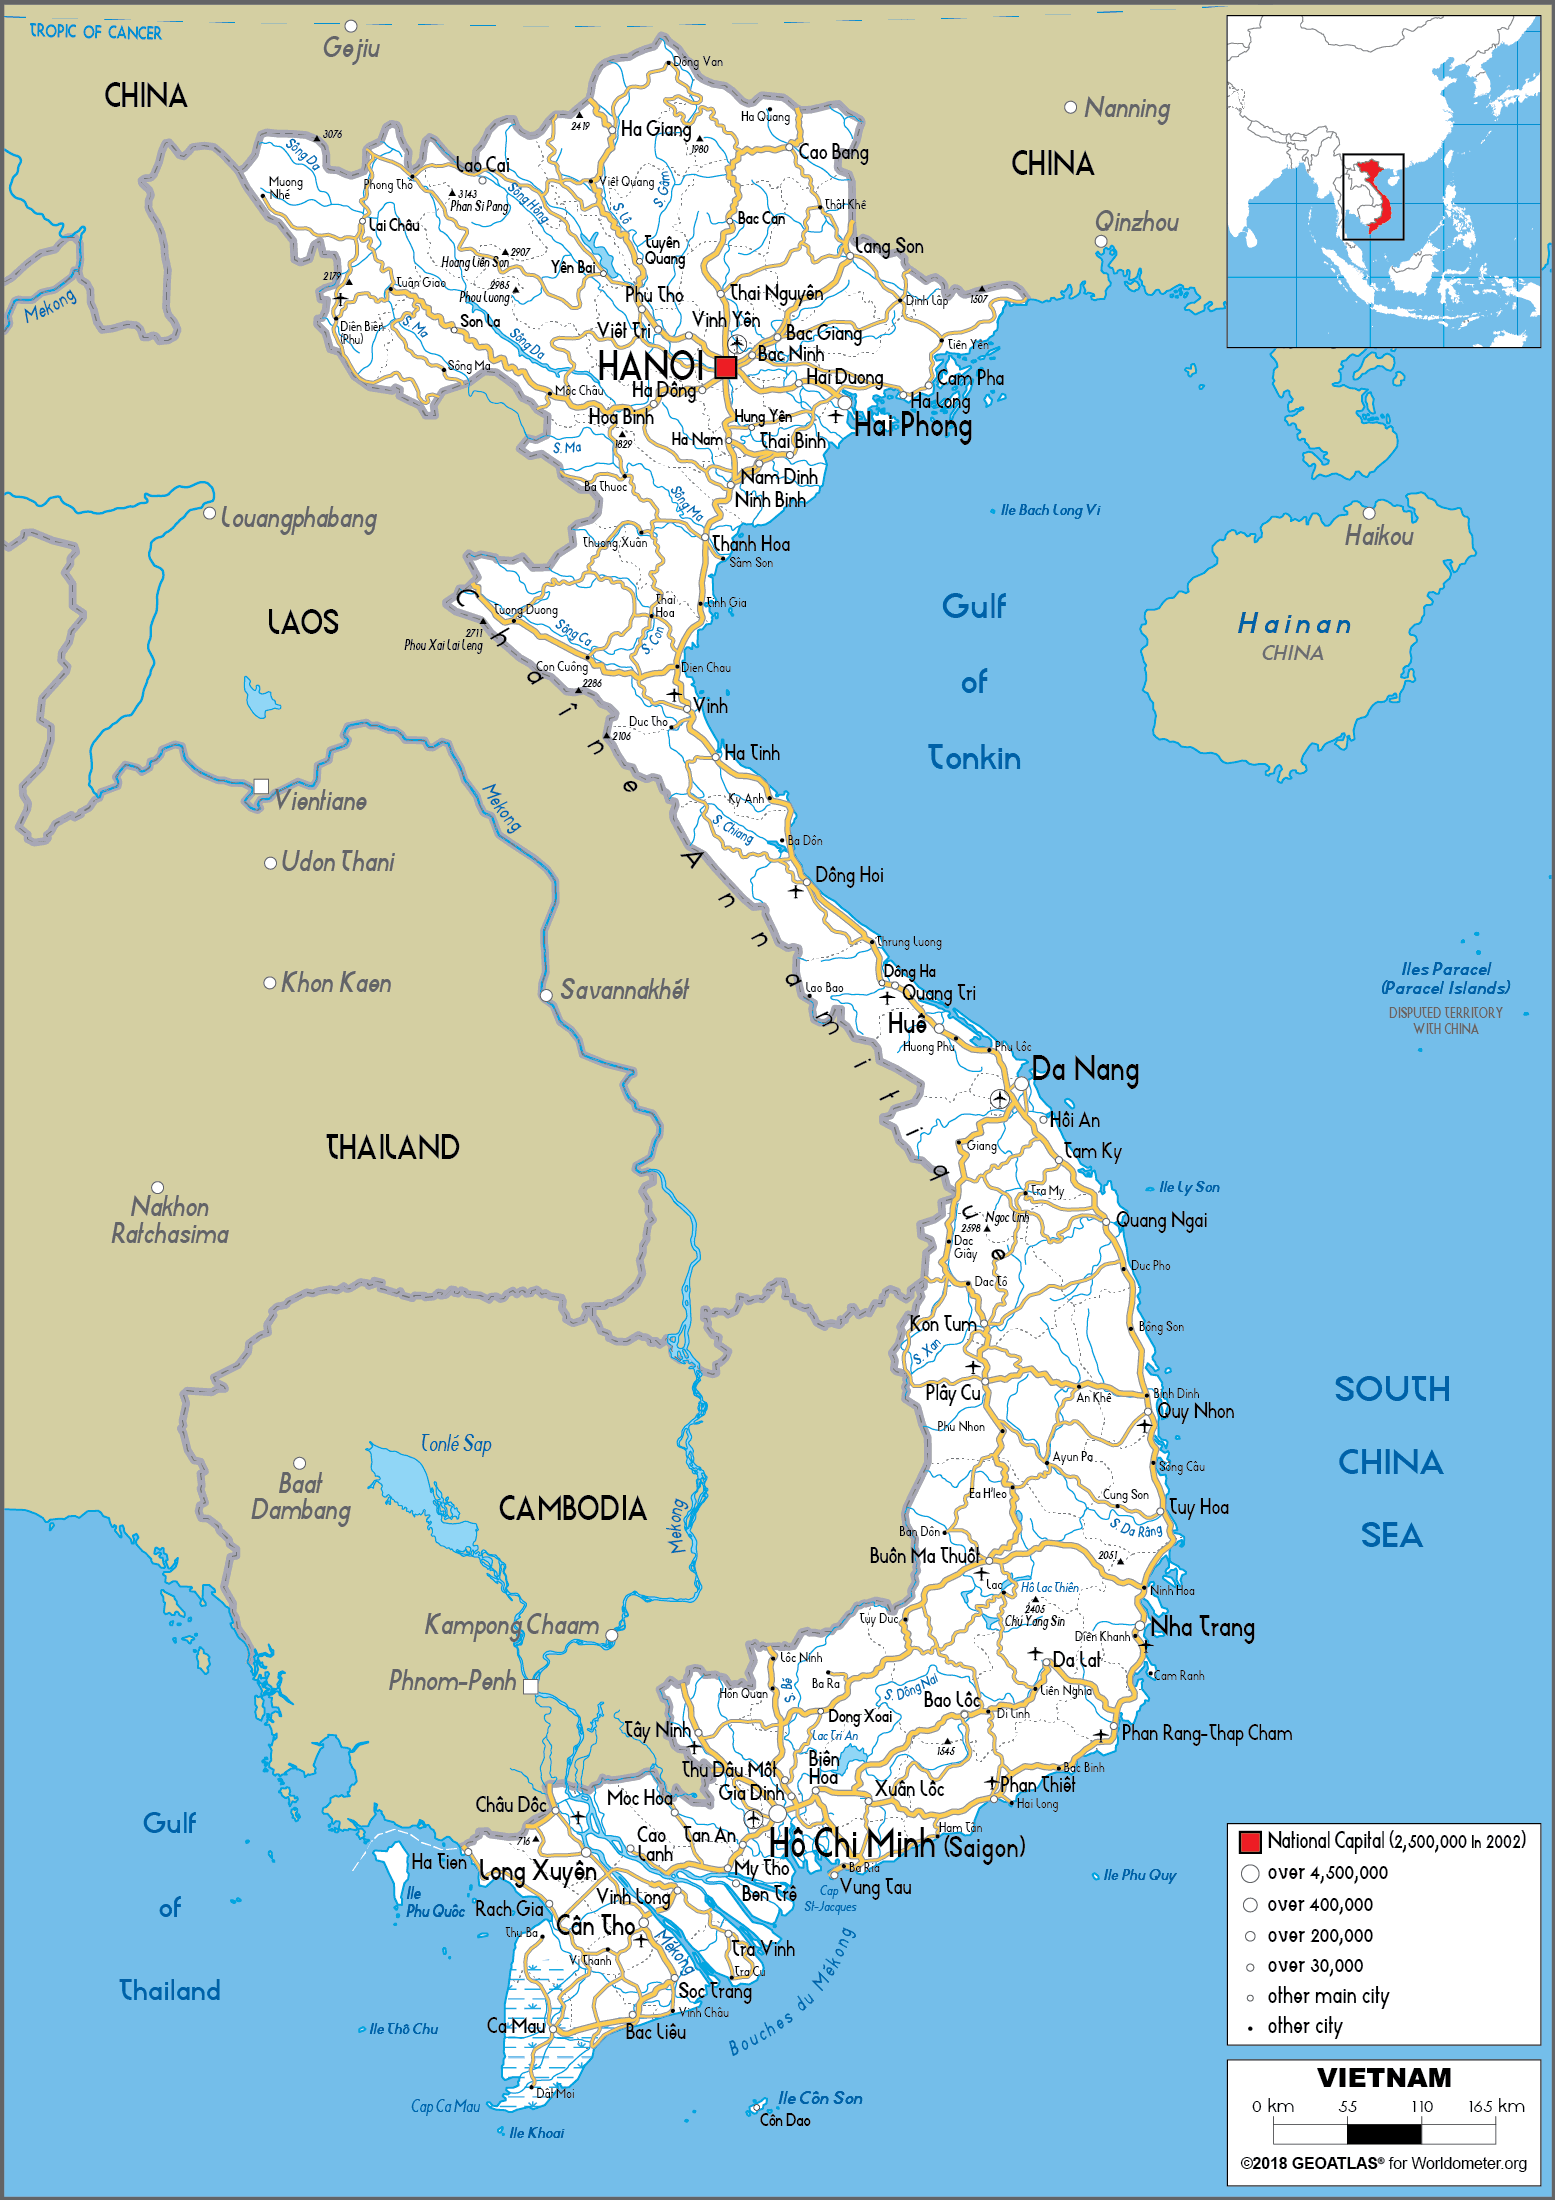 TROPIC OF CANCER
Gejiu
CHINA
Nanning
CHINA
Qinzhou
Dông Van
Ha Quang
3076
2419
Ha Giang
1980
Cao Bang
Sông Da
Lao Cai
Muong
Nhé
Phong Tho
3143
Phan Si Pang
Sông Hông
Viêt Quang
S. Gâm
S. Lô
Thât Khê
Lai Châu
Bac Can
Tuyên
Quang
Lang Son
2907
Hoang Liên Son
Yên Bai
2179
Tuân Giao
2985
Phou Luong
Phu Tho
Thai Nguyên
Dinh Lâp
1507
Mekong
Diên Biên
(Phu)
S. Ma
Son La
Sông Da
Viêt Tri
Vinh Yên
Bac Giang
Tiên Yên
Bac Ninh
HANOI
Sông Ma
Môc Châu
Ha Dông
Hai Duong
Cam Pha
Ha Long
Hoa Binh
Hung Yên
Hai Phong
1829
S. Ma
Ha Nam
Thai Binh
Ba Thuoc
Nam Dinh
Ninh Binh
Sông Ma
Louangphabang
Ile Bach Long Vi
Haikou
Thuong Xuân
Thanh Hoa
Sâm Son
LAOS
Tuong Duong
Thai
Hoa
Tinh Gia
Gulf
of
Tonkin
Hainan
CHINA
2711
Phou Xai Lai Leng
Sông Ca
S. Con
Con Cuông
2286
Dien Chau
Vinh
Duc Tho
2106
Ha Tinh
Chaîne Annamitique
Vientiane
Mekong
Ky Anh
S. Chiang
Ba Dôn
Udon Thani
Dông Hoi
Thrung Luong
Khon Kaen
Savannakhét
Dông Ha
Lao Bao
Quang Tri
Iles Paracel
(Paracel Islands)
DISPUTED TERRITORY
WITH CHINA
Huê
Huong Phu
Phu Lôc
Da Nang
Hôi An
THAILAND
Giang
Tam Ky
Nakhon
Ratchasima
Tra My
Ile Ly Son
Ngoc Linh
2598
Quang Ngai
Dac
Giây
Duc Pho
Dac Tô
Kon Tum
Bông Son
S. Xan
Plây Cu
An Khê
Binh Dinh
Quy Nhon
SOUTH
CHINA
SEA
Phu Nhon
Tonlé Sap
Baat
Dambang
CAMBODIA
Mekong
Ayun Pa
Sông Câu
Ea H'leo
Cung Son
Tuy Hoa
Ban Dôn
S. Da Râng
Buôn Ma Thuôt
2051
Lac
Hô Lac Thiên
Ninh Hoa
2405
Chu Yang Sin
Tuy Duc
Kampong Chaam
Nha Trang
Diên Khanh
Lôc Ninh
Da Lat
Cam Ranh
Phnom-Penh
Hôn Quan
S. Bé
Ba Ra
S. Dông Nai
Liên Nghia
Bao Lôc
Dong Xoai
Di Linh
Tây Ninh
Lac Tri An
Phan Rang-Thap Cham
1545
Thu Dâu Môt
Biên
Hoa
Bac Binh
Gia Dinh
Xuân Lôc
Phan Thiêt
Hai Long
Châu Dôc
Moc Hoa
Gulf
of
Thailand
716
Cao
Lanh
Tan An
Hô Chi Minh (Saigon)
Ham Tân
Ha Tien
Long Xuyên
My Tho
Ba Ria
Vung Tau
Ile Phu Quy
Ile
Phu Quôc
Rach Gia
Vinh Long
Ben Trê
Cap
St-Jacques
Thu Ba
Cân Tho
Vi Thanh
Mékong
Tra Vinh
Tra Cu
Bouches du Mékong
Soc Trang
Vinh Châu
Ile Thô Chu
Ca Mau
Bac Liêu
Dât Moi
Cap Ca Mau
Ile Khoai
Ile Côn Son
Côn Dao
National Capital (2,500,000 in 2002)
over 4,500,000
over 400,000
over 200,000
over 30,000
other main city
other city
VIETNAM
0 km 55 110 165 km
©2018 GEOATLAS® for Worldometer.org